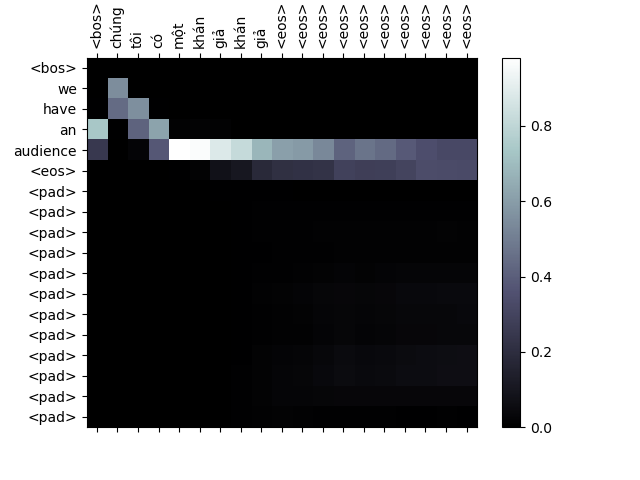 <bos> chúng tôi có một khán giả khán giả <eos> <eos> <eos> <eos> <eos> <eos> <eos> <eos> <eos> <eos>
<bos>
we
have
an
audience
<eos>
<pad>
<pad>
<pad>
<pad>
<pad>
<pad>
<pad>
<pad>
<pad>
<pad>
<pad>
<pad>
0.8
0.6
0.4
0.2
0.0